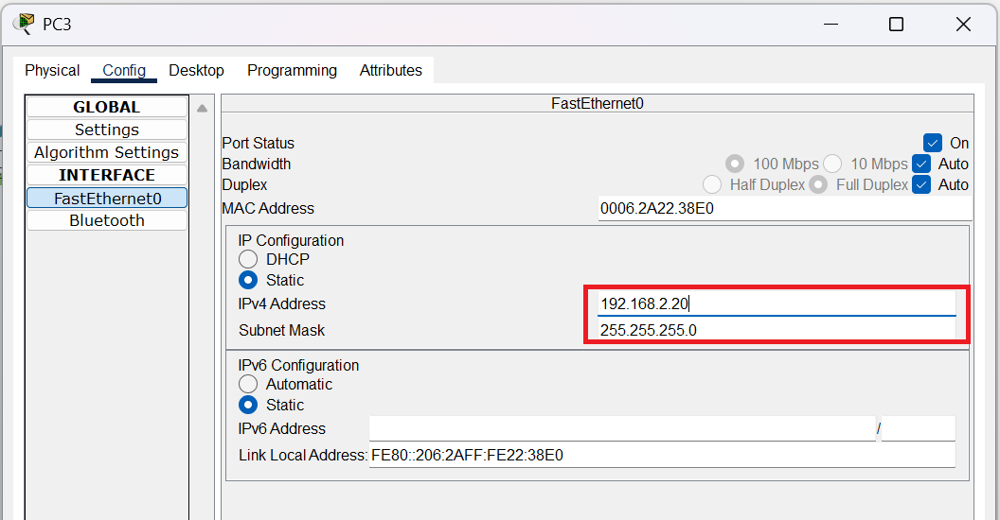 PC3
Physical Config Desktop Programming Attributes
GLOBAL
Settings
Algorithm Settings
INTERFACE
FastEthernet0
Bluetooth
FastEthernet0
Port Status On
Bandwidth 100 Mbps 10 Mbps Auto
Duplex Half Duplex Full Duplex Auto
MAC Address 0006.2A22.38E0
IP Configuration
DHCP
Static
IPv4 Address 192.168.2.20
Subnet Mask 255.255.255.0
IPv6 Configuration
Automatic
Static
IPv6 Address /
Link Local Address: FE80::206:2AFF:FE22:38E0